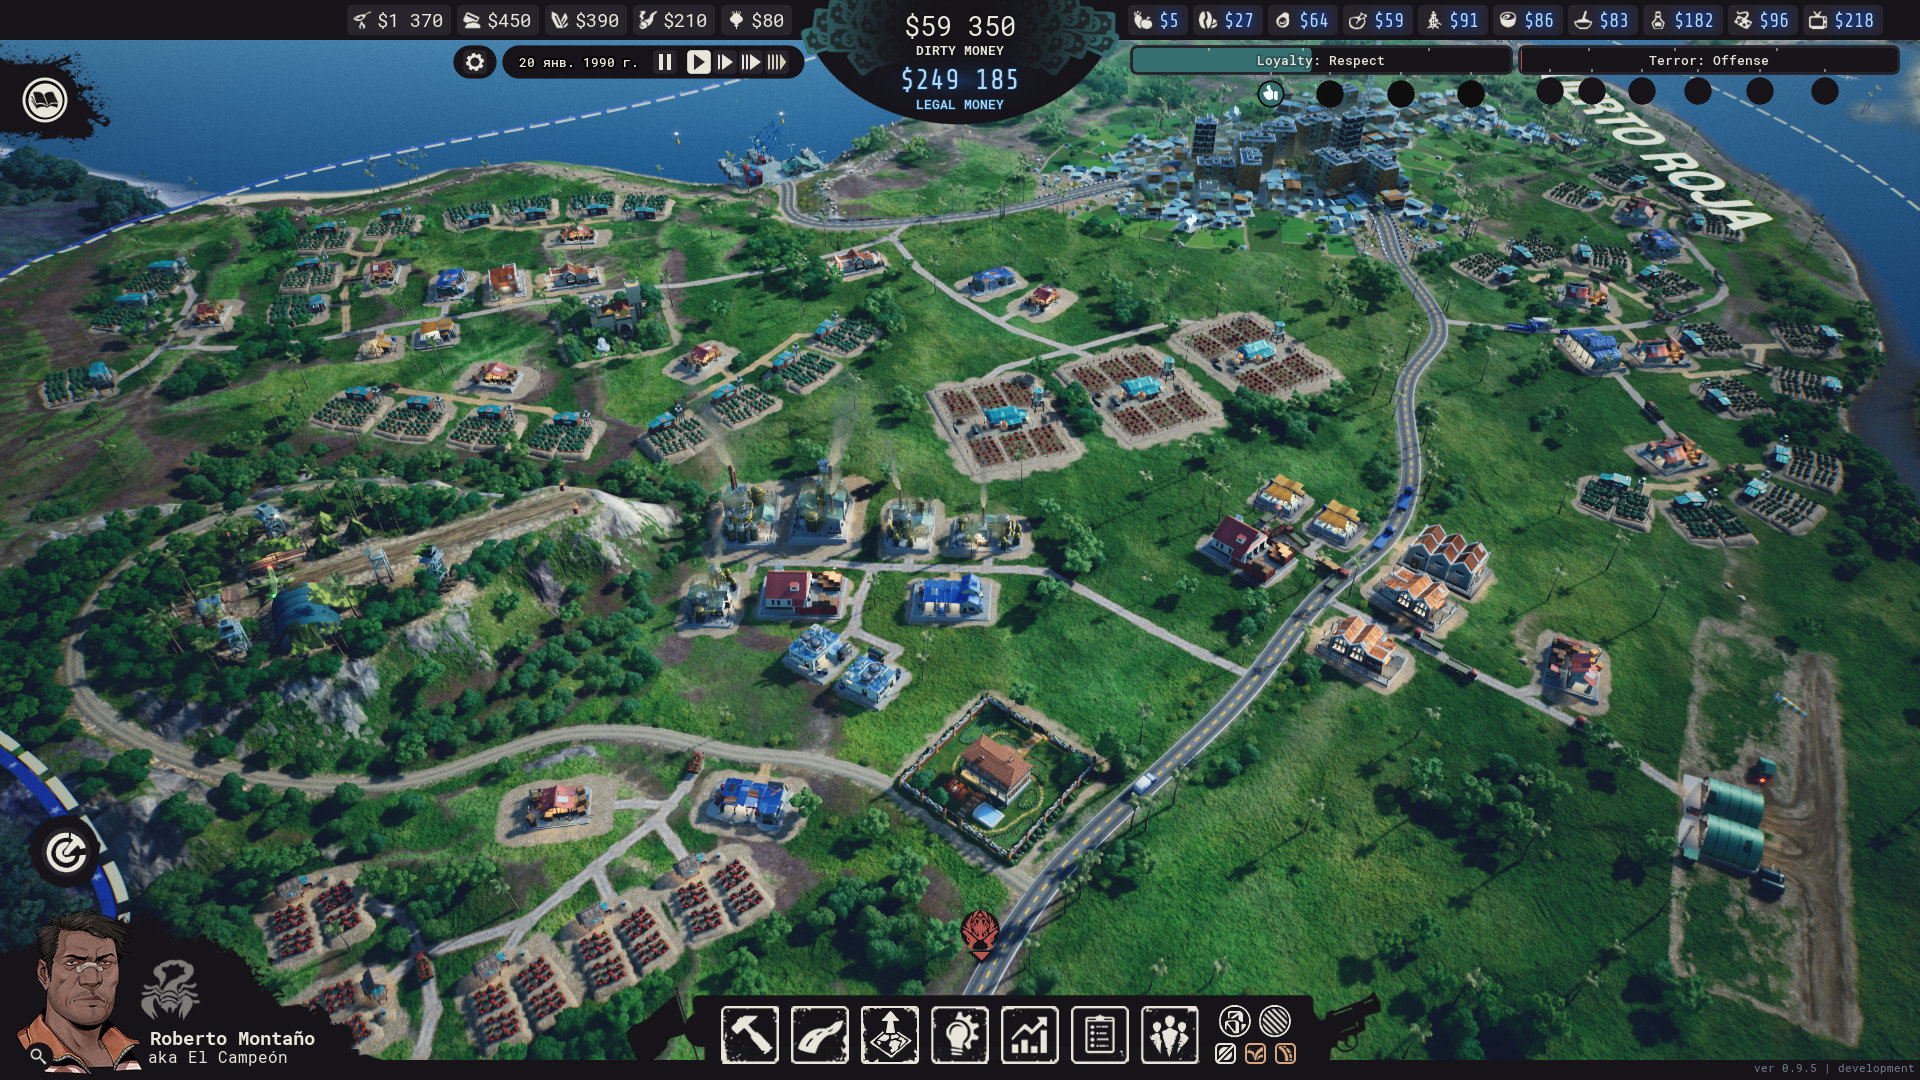 $1 370 $450 $390 $210 $80
$59 350
DIRTY MONEY
$249 185
LEGAL MONEY
$5 $27 $64 $59 $91 $86 $83 $182 $96 $218
20 янв. 1990 г.
Loyalty: Respect
Terror: Offense
RTO ROJA
Roberto Montaño
aka El Campeón
ver 0.9.5 | development